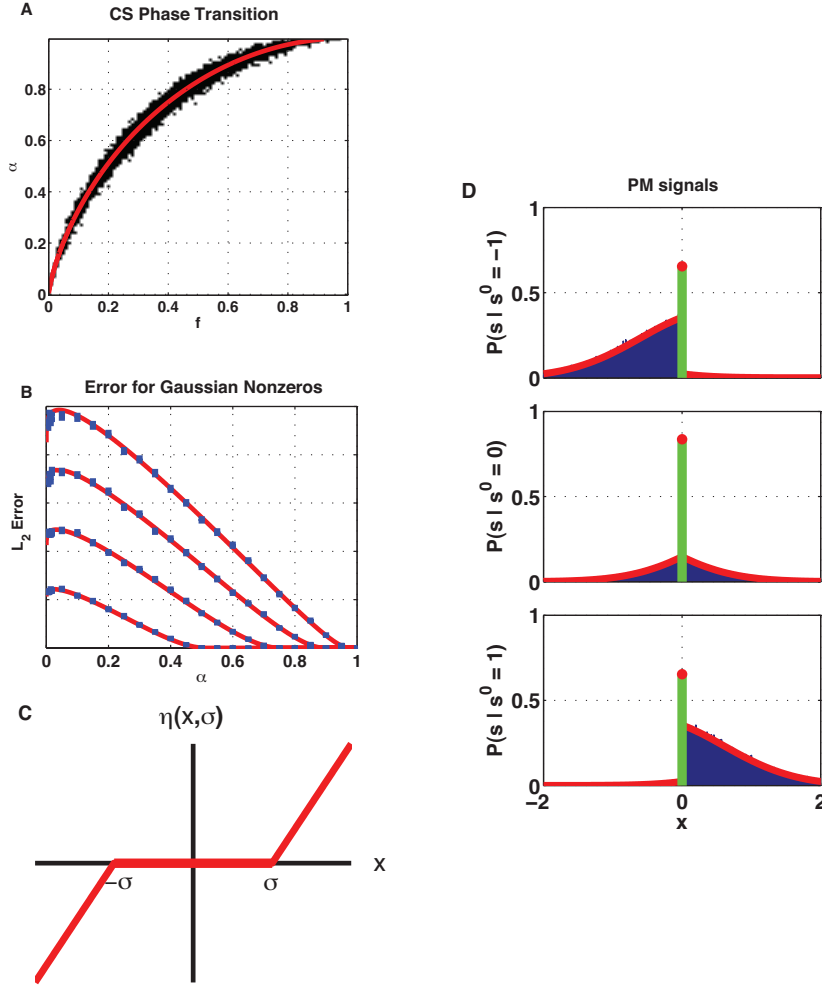 A
CS Phase Transition
0.8
0.6
α
0.4
0.2
0
0 0.2 0.4 0.6 0.8 1
f
B
Error for Gaussian Nonzeros
L2 Error
0 0.2 0.4 0.6 0.8 1
α
C
η(x,σ)
−σ σ x
D
PM signals
1
0.5
0
P(s | s0 = −1)
1
0.5
0
P(s | s0 = 0)
1
0.5
0
P(s | s0 = 1)
−2 0 2
x